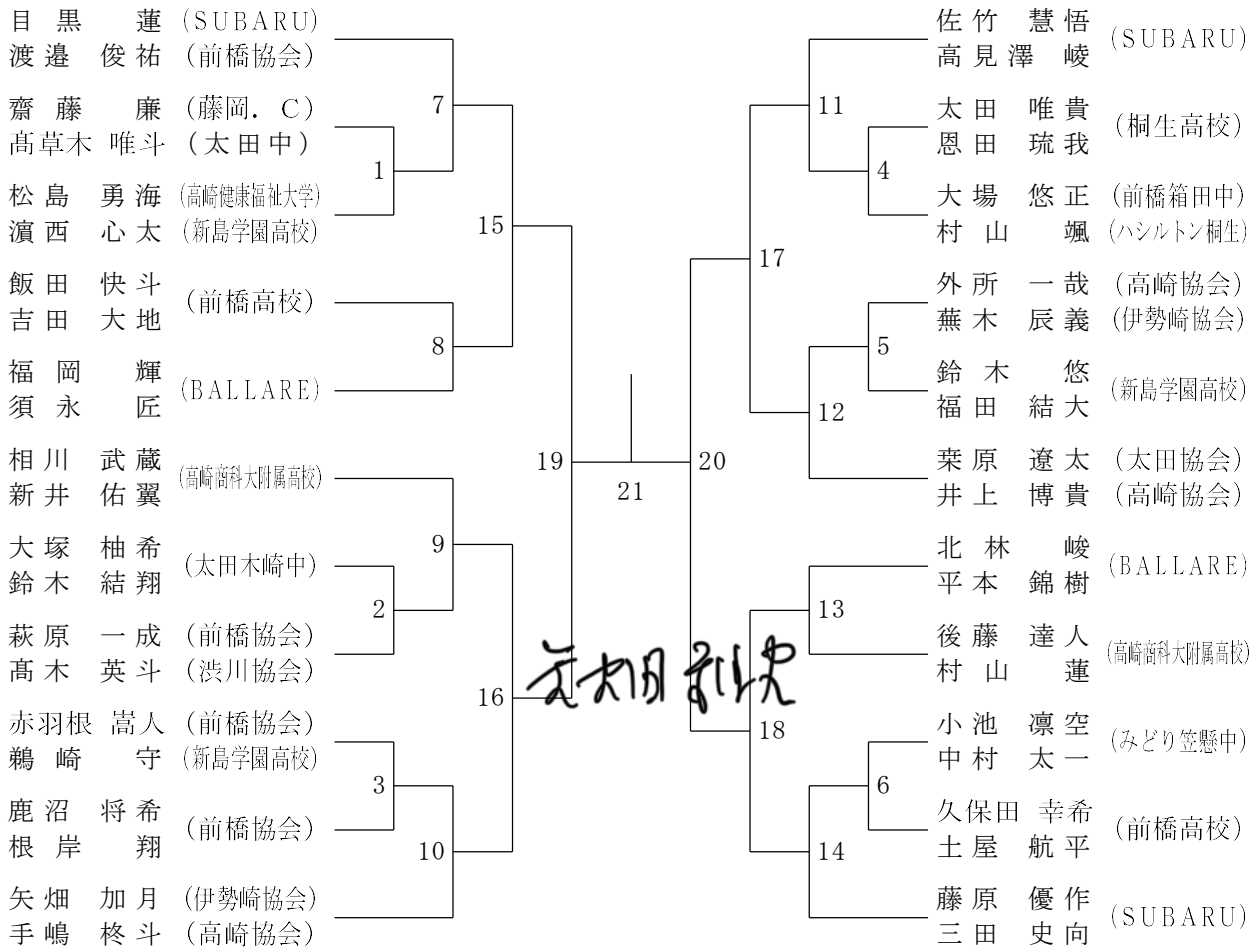 目黒 蓮 (SUBARU)
渡邉 俊祐 (前橋協会)
齋藤 廉 (藤岡．C)
髙草木 唯斗 (太田中)
松島 勇海 (高崎健康福祉大学)
濵西 心太 (新島学園高校)
飯田 快斗
(前橋高校)
吉田 大地
福岡 輝
(BALLARE)
須永 匠
相川 武蔵
(高崎商科大附属高校)
新井 佑翼
大塚 柚希
(太田木崎中)
鈴木 結翔
萩原 一成 (前橋協会)
髙木 英斗 (渋川協会)
赤羽根 嵩人 (前橋協会)
鵜崎 守 (新島学園高校)
鹿沼 将希
(前橋協会)
根岸 翔
矢畑 加月 (伊勢崎協会)
手嶋 柊斗 (高崎協会)
7
1
15
8
9
2
16
3
10
19
21
20
11
4
17
5
12
13
18
6
14
佐竹 慧悟
(SUBARU)
高見澤 崚
太田 唯貴
(桐生高校)
恩田 琉我
大場 悠正 (前橋箱田中)
村山 颯 (ハシルトン桐生)
外所 一哉 (高崎協会)
蕪木 辰義 (伊勢崎協会)
鈴木 悠
(新島学園高校)
福田 結大
桒原 遼太 (太田協会)
井上 博貴 (高崎協会)
北林 峻
(BALLARE)
平本 錦樹
後藤 達人
(高崎商科大附属高校)
村山 蓮
小池 凛空
(みどり笠懸中)
中村 太一
久保田 幸希
(前橋高校)
土屋 航平
藤原 優作
(SUBARU)
三田 史向